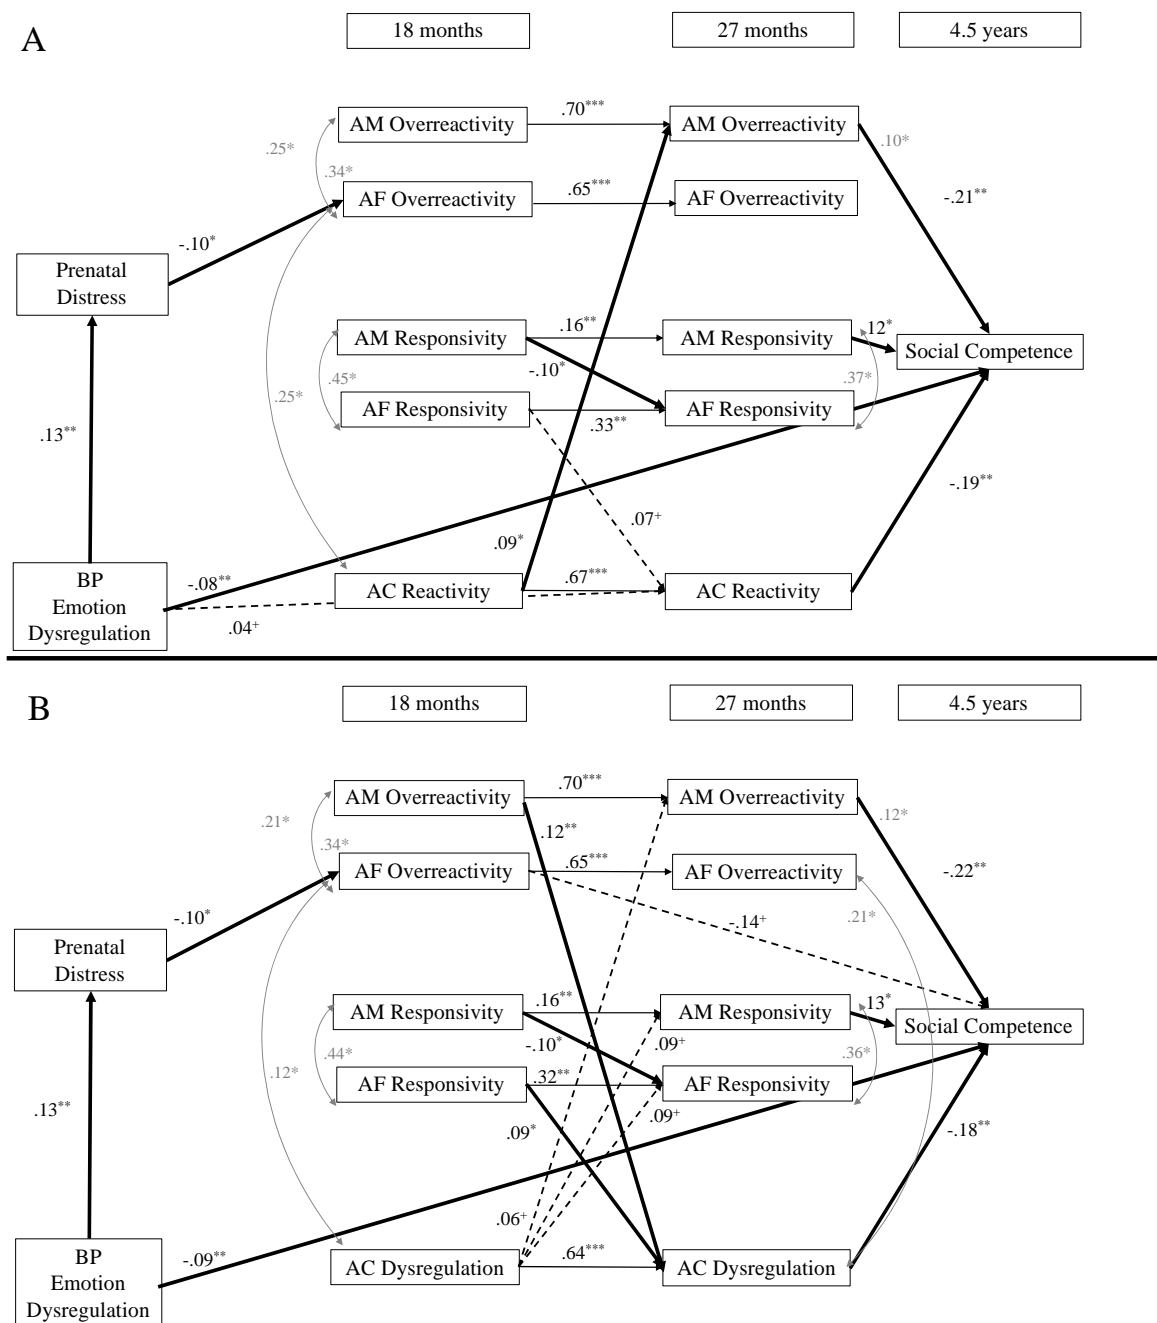 A
18 months
27 months
4.5 years
.70***
AM Overreactivity
AM Overreactivity
.25*
.10*
.34*
.65***
AF Overreactivity
AF Overreactivity
-.21**
-.10*
Prenatal
Distress
.16**
12*
AM Responsivity
AM Responsivity
Social Competence
-.10*
.45*
.37*
.25*
AF Responsivity
AF Responsivity
.33**
.13**
-.19**
.07+
.09*
BP
Emotion
Dysregulation
-.08**
.67***
AC Reactivity
AC Reactivity
.04+
B
18 months
27 months
4.5 years
.70***
AM Overreactivity
AM Overreactivity
.21*
.12*
.12**
.34*
.65***
AF Overreactivity
AF Overreactivity
-.22**
-.10*
-.14+
.21*
Prenatal
Distress
.16**
13*
AM Responsivity
AM Responsivity
Social Competence
-.10*
.09+
.44*
.36*
.12*
.32**
AF Responsivity
AF Responsivity
.13**
.09*
.09+
-.18**
.06+
BP
Emotion
Dysregulation
-.09**
.64***
AC Dysregulation
AC Dysregulation